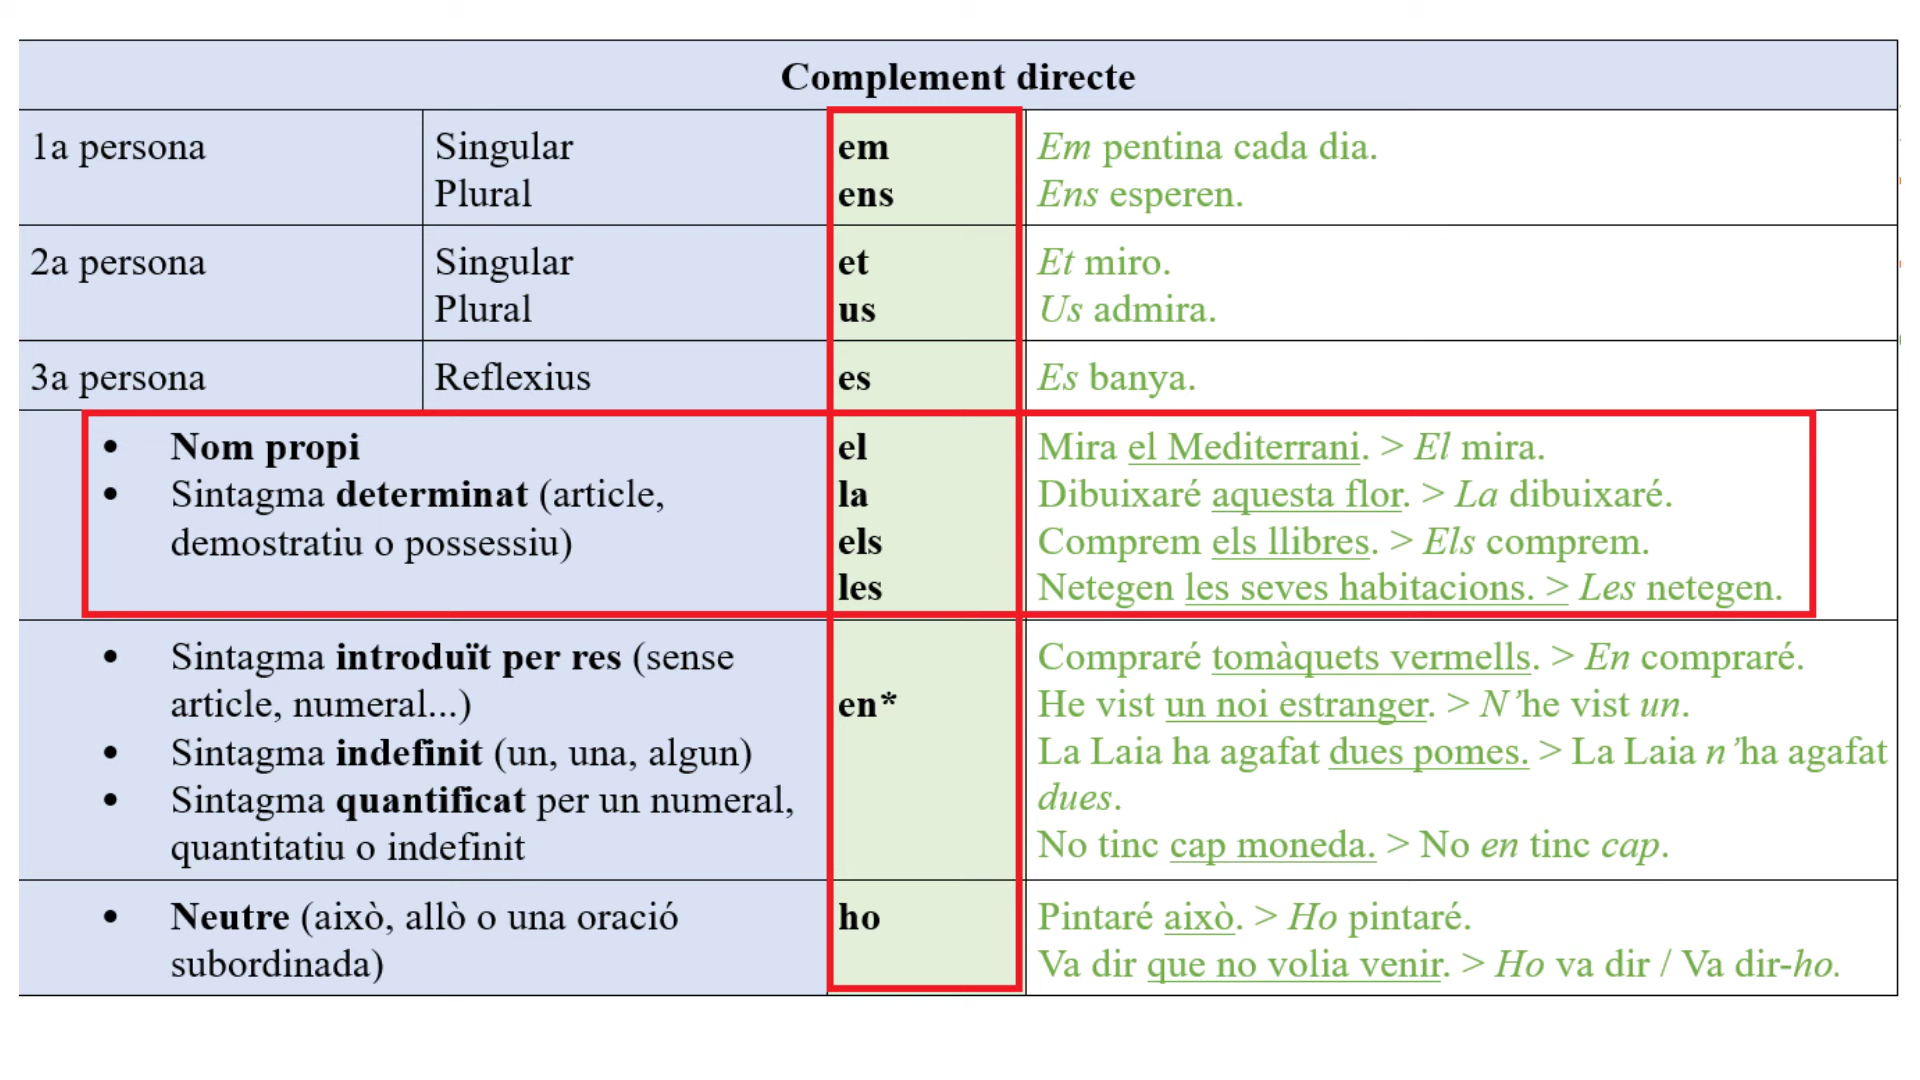 Complement directe
1a persona
Singular
Plural
em
ens
Em pentina cada dia.
Ens esperen.
2a persona
Singular
Plural
et
us
Et miro.
Us admira.
3a persona
Reflexius
es
Es banya.
• Nom propi
• Sintagma determinat (article,
demostratiu o possessiu)
el
la
els
les
Mira el Mediterrani. > El mira.
Dibuixaré aquesta flor. > La dibuixaré.
Comprem els llibres. > Els comprem.
Netegen les seves habitacions. > Les netegen.
• Sintagma introduït per res (sense
article, numeral...)
• Sintagma indefinit (un, una, algun)
• Sintagma quantificat per un numeral,
quantitatiu o indefinit
en*
Compraré tomàquets vermells. > En compraré.
He vist un noi estranger. > N’he vist un.
La Laia ha agafat dues pomes. > La Laia n’ha agafat
dues.
No tinc cap moneda. > No en tinc cap.
• Neutre (això, allò o una oració
subordinada)
ho
Pintaré això. > Ho pintaré.
Va dir que no volia venir. > Ho va dir / Va dir-ho.